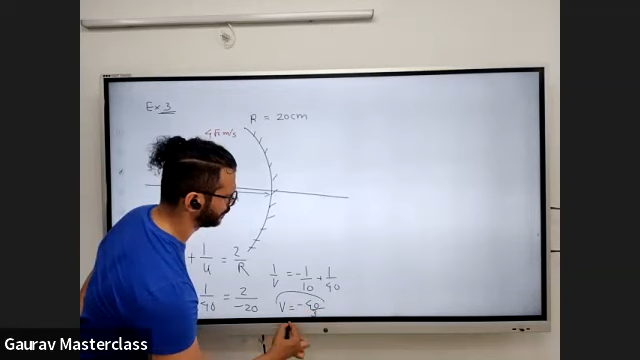 Ex. 3
R = 20cm
4√2 m/s
+ 1/u = 2/R
1/40 = 2/-20
1/v = -1/10 + 1/40
v = -40/3
Gaurav Masterclass